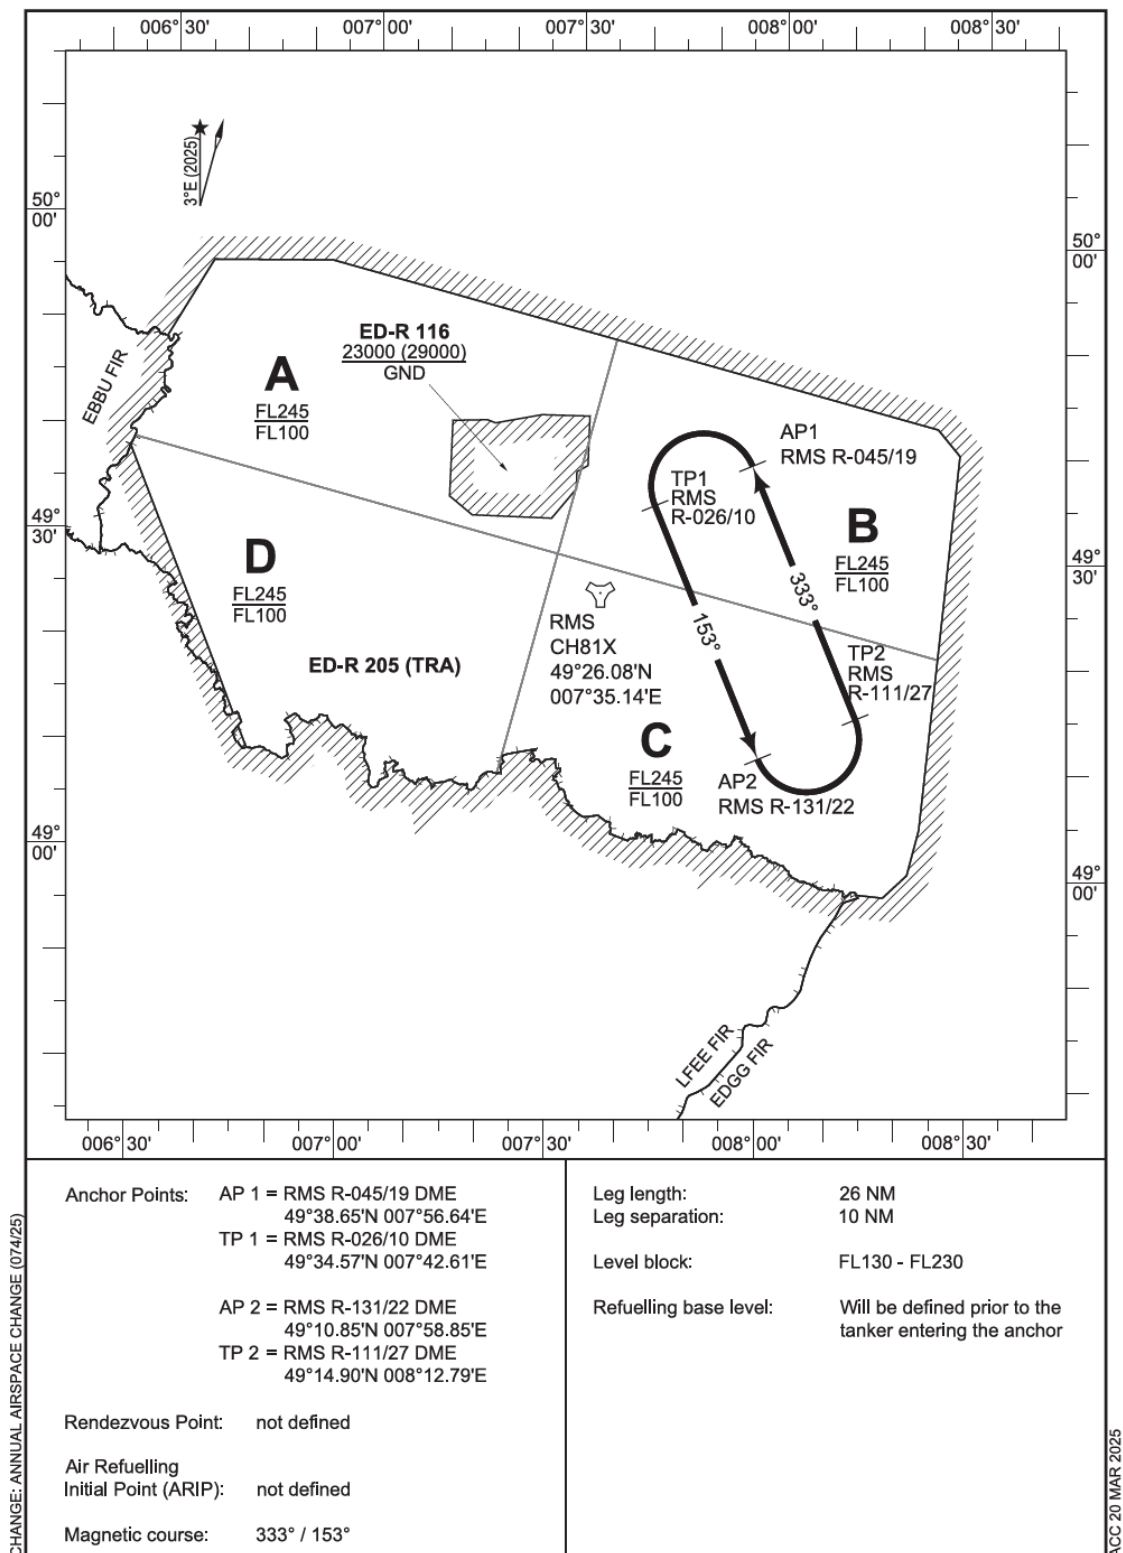 006°30' 007°00' 007°30' 008°00' 008°30'
3°E (2025)
50°
00'
50°
00'
EBBU FIR
ED-R 116
23000 (29000)
GND
A
FL245
FL100
AP1
RMS R-045/19
TP1
RMS
R-026/10
B
FL245
FL100
49°
30'
49°
30'
D
FL245
FL100
333°
153°
RMS
CH81X
49°26.08'N
007°35.14'E
ED-R 205 (TRA)
TP2
RMS
R-111/27
C
FL245
FL100
AP2
RMS R-131/22
49°
00'
49°
00'
LFEE FIR
EDGG FIR
006°30' 007°00' 007°30' 008°00' 008°30'
Anchor Points: AP 1 = RMS R-045/19 DME
49°38.65'N 007°56.64'E
TP 1 = RMS R-026/10 DME
49°34.57'N 007°42.61'E
AP 2 = RMS R-131/22 DME
49°10.85'N 007°58.85'E
TP 2 = RMS R-111/27 DME
49°14.90'N 008°12.79'E
Rendezvous Point: not defined
Air Refuelling
Initial Point (ARIP): not defined
Magnetic course: 333° / 153°
Leg length: 26 NM
Leg separation: 10 NM
Level block: FL130 - FL230
Refuelling base level: Will be defined prior to the
tanker entering the anchor
CHANGE: ANNUAL AIRSPACE CHANGE (074/25)
ACC 20 MAR 2025